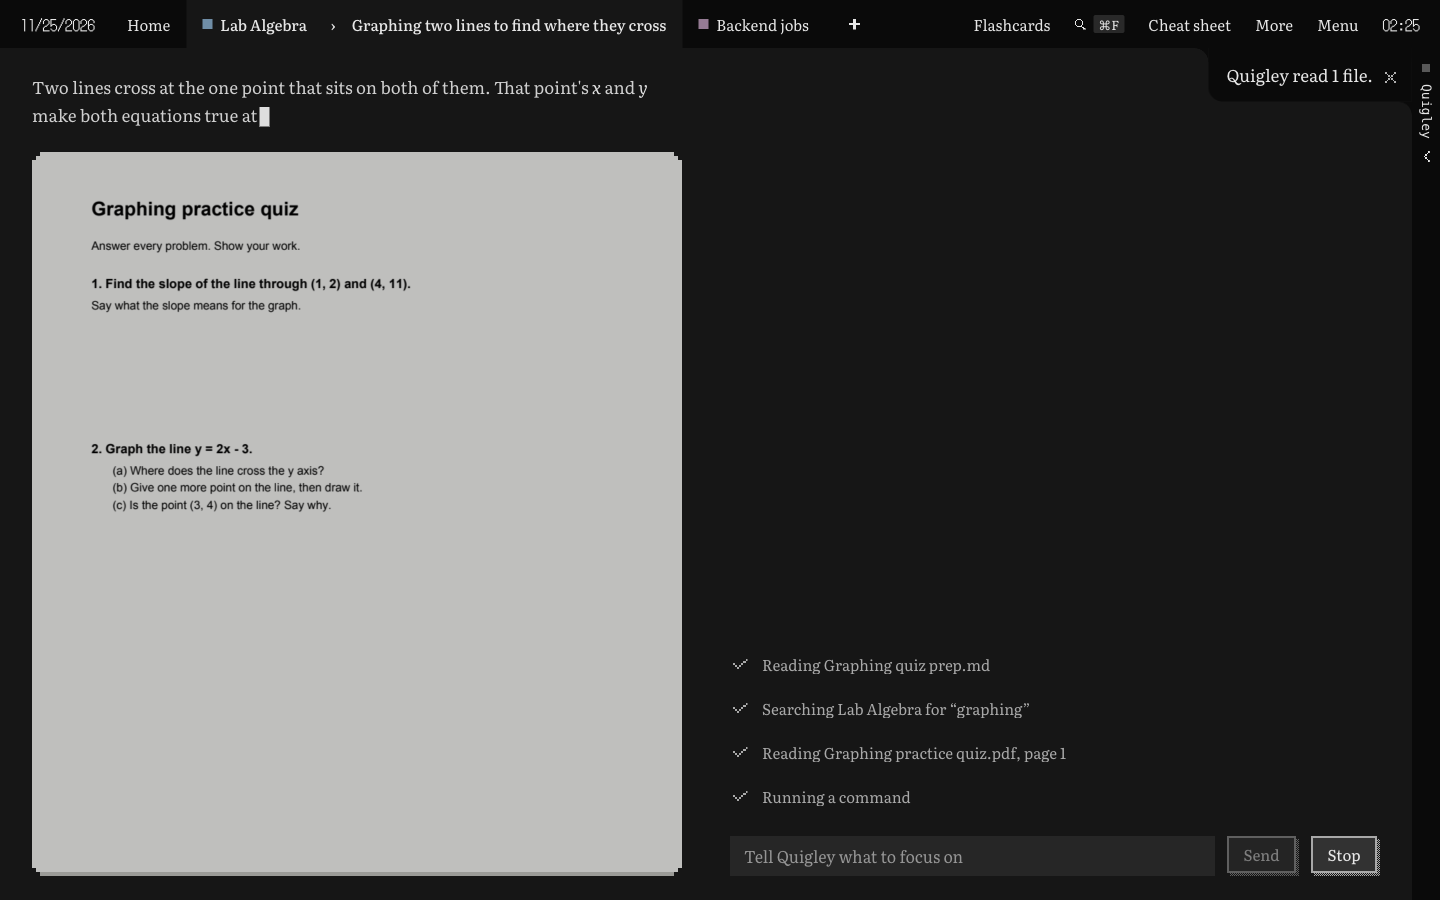 11/25/2026 Home Lab Algebra › Graphing two lines to find where they cross Backend jobs + Flashcards ⌘F Cheat sheet More Menu 02:25
Quigley read 1 file.
Quigley
Two lines cross at the one point that sits on both of them. That point's x and y
make both equations true at
Graphing practice quiz
Answer every problem. Show your work.
1. Find the slope of the line through (1, 2) and (4, 11).
Say what the slope means for the graph.
2. Graph the line y = 2x - 3.
(a) Where does the line cross the y axis?
(b) Give one more point on the line, then draw it.
(c) Is the point (3, 4) on the line? Say why.
Reading Graphing quiz prep.md
Searching Lab Algebra for “graphing”
Reading Graphing practice quiz.pdf, page 1
Running a command
Tell Quigley what to focus on
Send
Stop